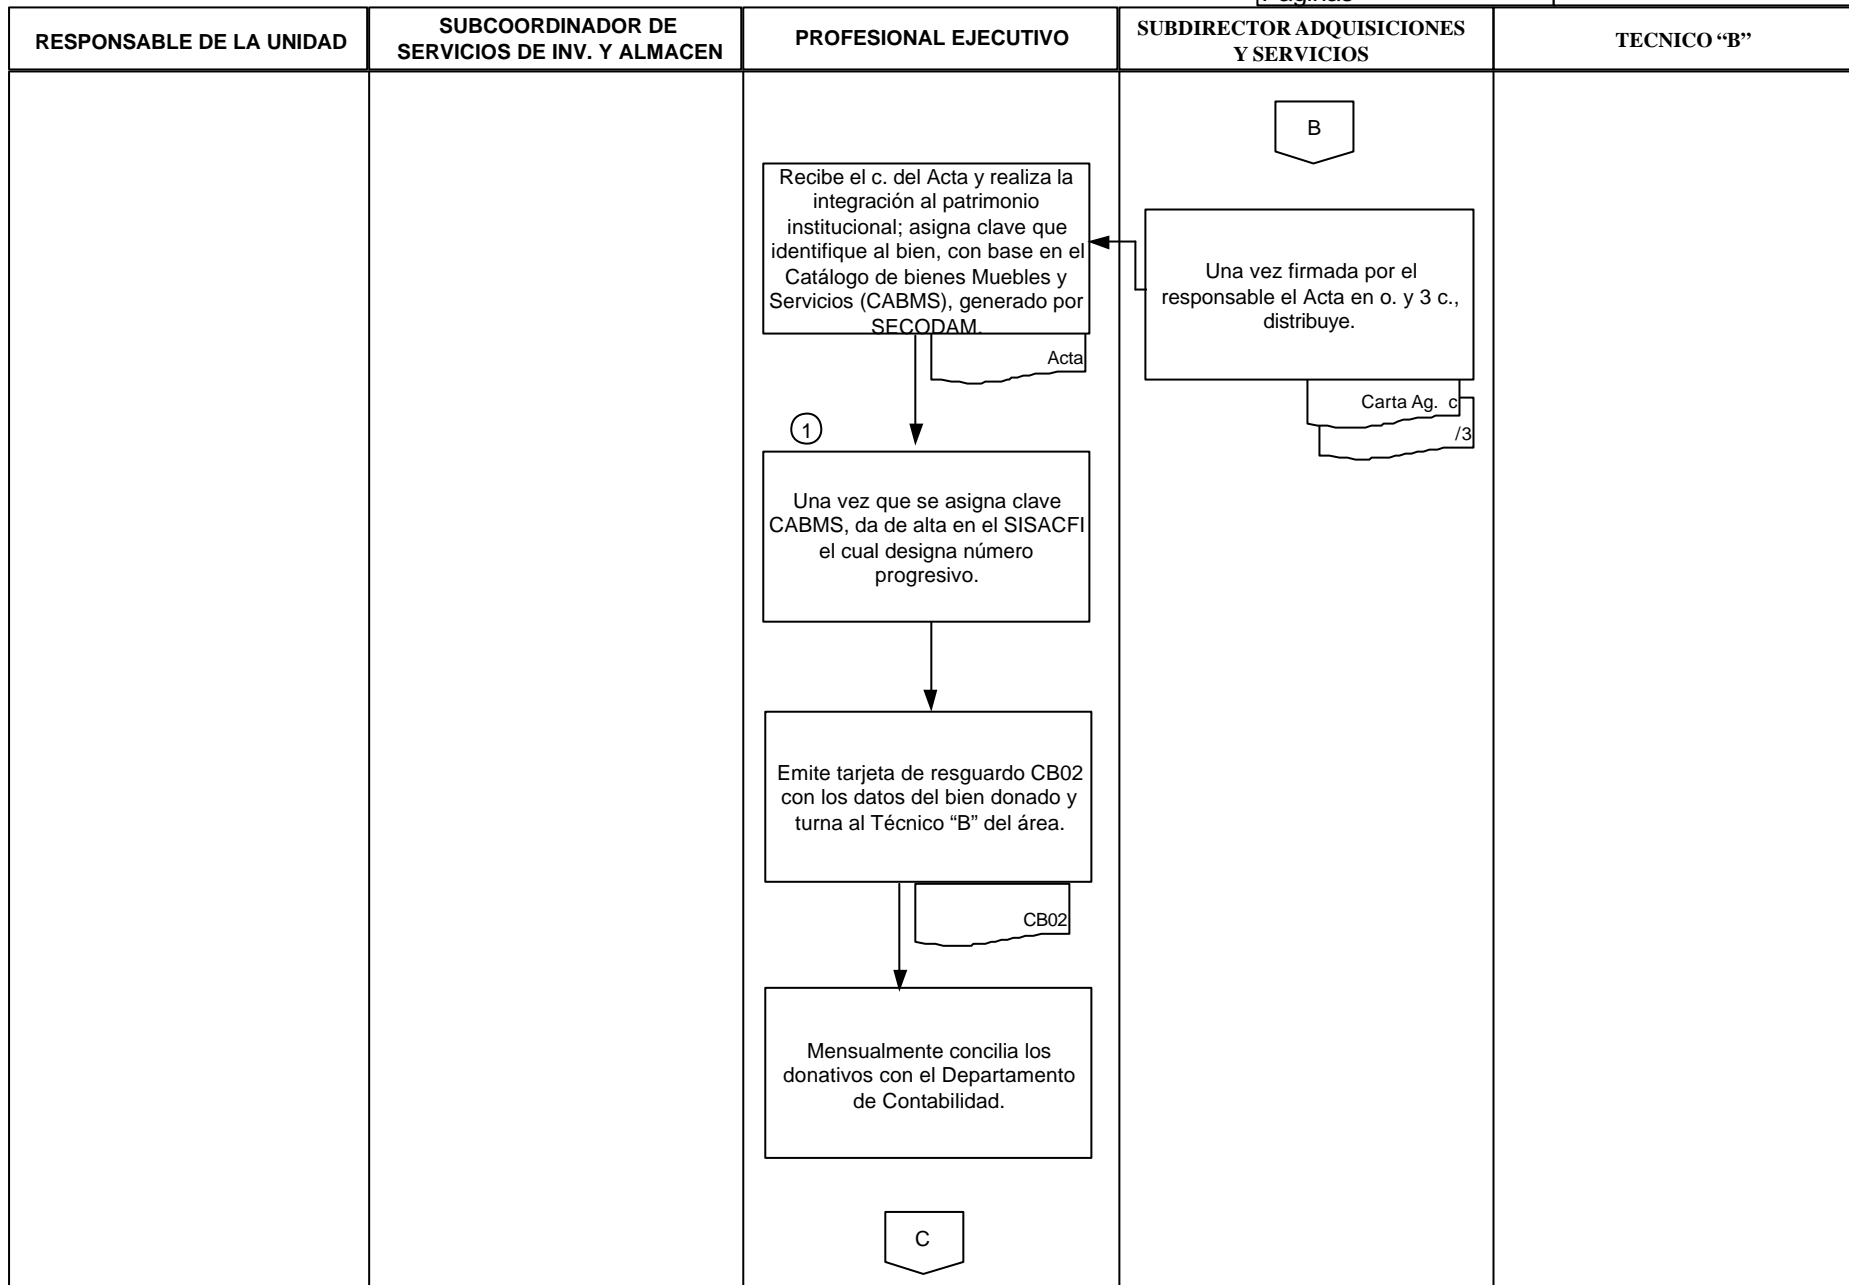 Páginas
RESPONSABLE DE LA UNIDAD
SUBCOORDINADOR DE
SERVICIOS DE INV. Y ALMACEN
PROFESIONAL EJECUTIVO
SUBDIRECTOR ADQUISICIONES
Y SERVICIOS
TECNICO “B”
B
Recibe el c. del Acta y realiza la
integración al patrimonio
institucional; asigna clave que
identifique al bien, con base en el
Catálogo de bienes Muebles y
Servicios (CABMS), generado por
SECODAM.
Acta
Una vez firmada por el
responsable el Acta en o. y 3 c.,
distribuye.
Carta Ag. c
/3
1
Una vez que se asigna clave
CABMS, da de alta en el SISACFI
el cual designa número
progresivo.
Emite tarjeta de resguardo CB02
con los datos del bien donado y
turna al Técnico “B” del área.
CB02
Mensualmente concilia los
donativos con el Departamento
de Contabilidad.
C